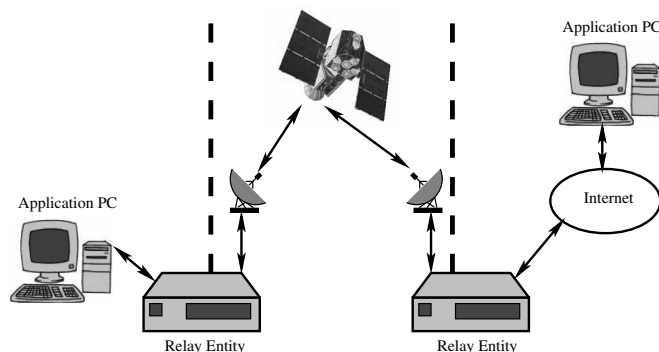 Application PC
Application PC
Internet
Relay Entity
Relay Entity